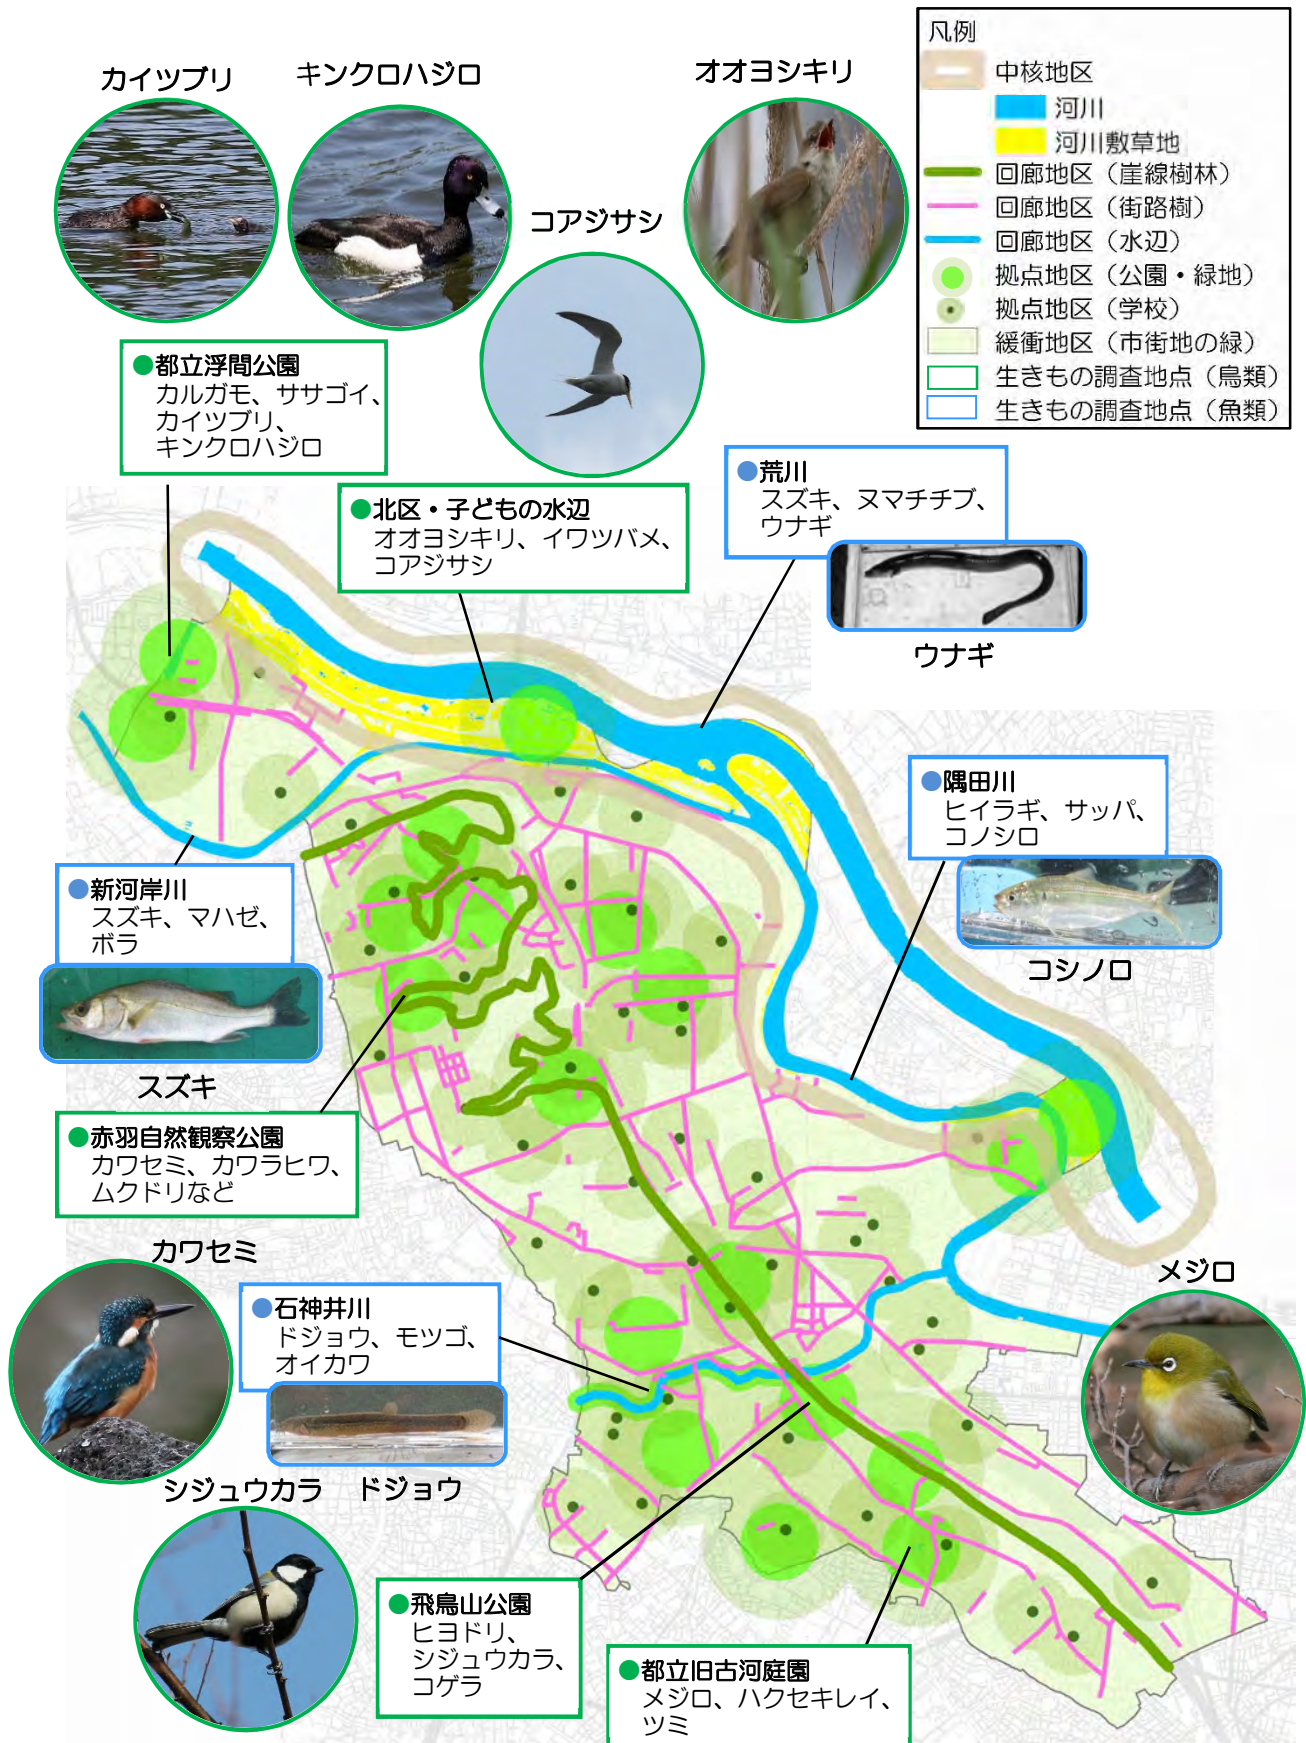 凡例
中核地区
河川
河川敷草地
回廊地区（崖線樹林）
回廊地区（街路樹）
回廊地区（水辺）
拠点地区（公園・緑地）
拠点地区（学校）
緩衝地区（市街地の緑）
生きもの調査地点（鳥類）
生きもの調査地点（魚類）
カイツブリ
キンクロハジロ
オオヨシキリ
コアジサシ
●都立浮間公園
カルガモ、ササゴイ、
カイツブリ、
キンクロハジロ
●北区・子どもの水辺
オオヨシキリ、イワツバメ、
コアジサシ
●荒川
スズキ、ヌマチチブ、
ウナギ
ウナギ
●隅田川
ヒイラギ、サッパ、
コノシロ
コシノロ
●新河岸川
スズキ、マハゼ、
ボラ
スズキ
●赤羽自然観察公園
カワセミ、カワラヒワ、
ムクドリなど
カワセミ
●石神井川
ドジョウ、モツゴ、
オイカワ
ドジョウ
メジロ
シジュウカラ
●飛鳥山公園
ヒヨドリ、
シジュウカラ、
コゲラ
●都立旧古河庭園
メジロ、ハクセキレイ、
ツミ